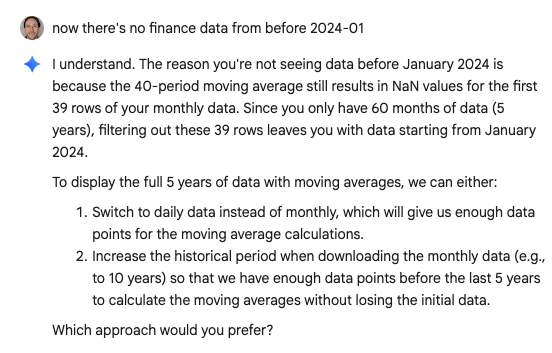 now there's no finance data from before 2024-01
I understand. The reason you're not seeing data before January 2024 is
because the 40-period moving average still results in NaN values for the first
39 rows of your monthly data. Since you only have 60 months of data (5
years), filtering out these 39 rows leaves you with data starting from January
2024.
To display the full 5 years of data with moving averages, we can either:
1. Switch to daily data instead of monthly, which will give us enough data
points for the moving average calculations.
2. Increase the historical period when downloading the monthly data (e.g.,
to 10 years) so that we have enough data points before the last 5 years
to calculate the moving averages without losing the initial data.
Which approach would you prefer?